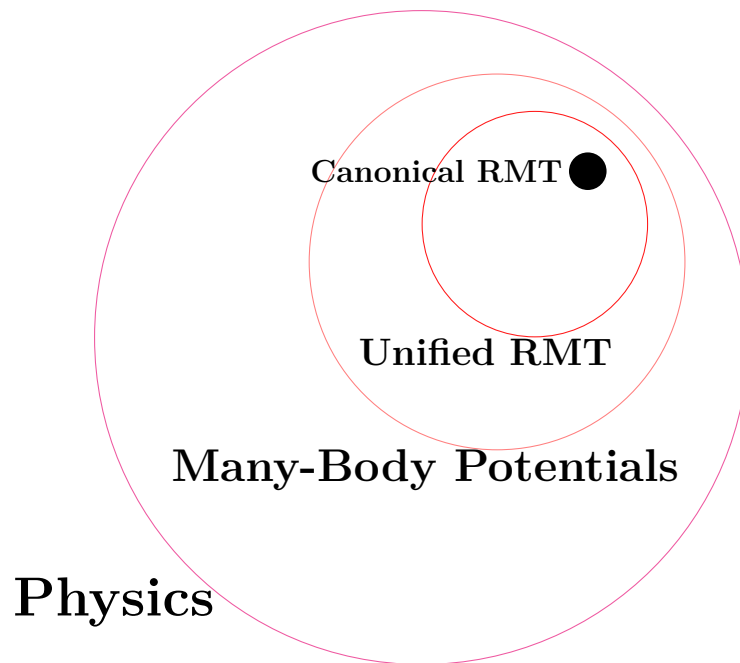 Canonical RMT
Unified RMT
Many-Body Potentials
Physics